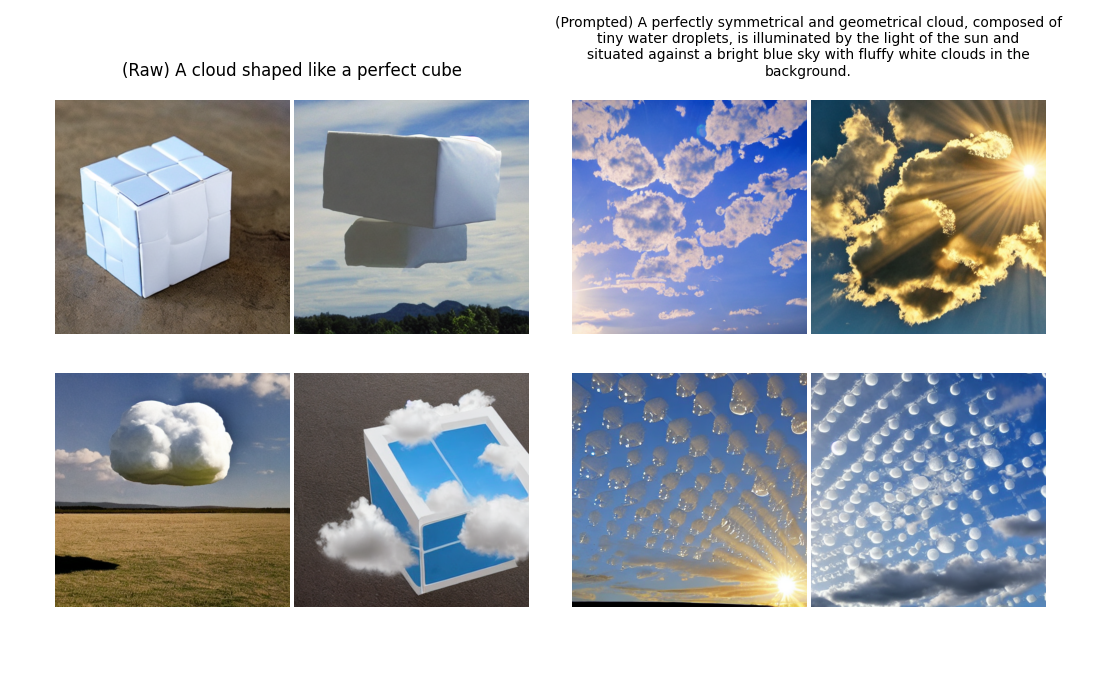 (Raw) A cloud shaped like a perfect cube
(Prompted) A perfectly symmetrical and geometrical cloud, composed of
tiny water droplets, is illuminated by the light of the sun and
situated against a bright blue sky with fluffy white clouds in the
background.